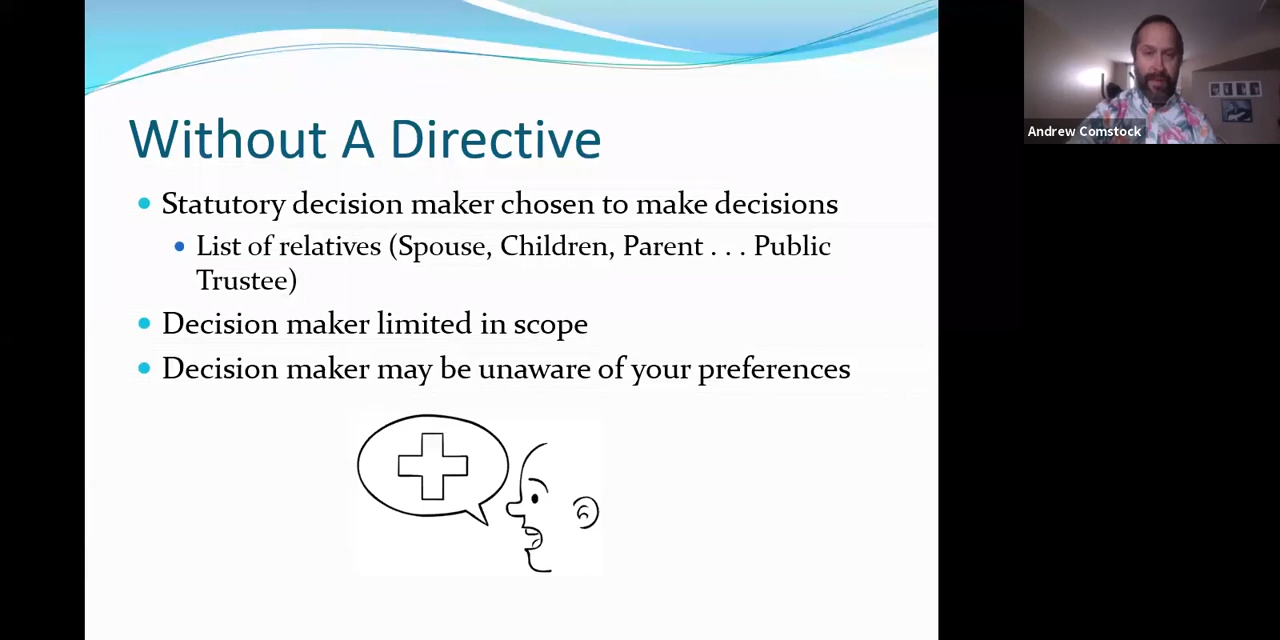 Without A Directive
Statutory decision maker chosen to make decisions
List of relatives (Spouse, Children, Parent . . . Public
Trustee)
Decision maker limited in scope
Decision maker may be unaware of your preferences
Andrew Comstock